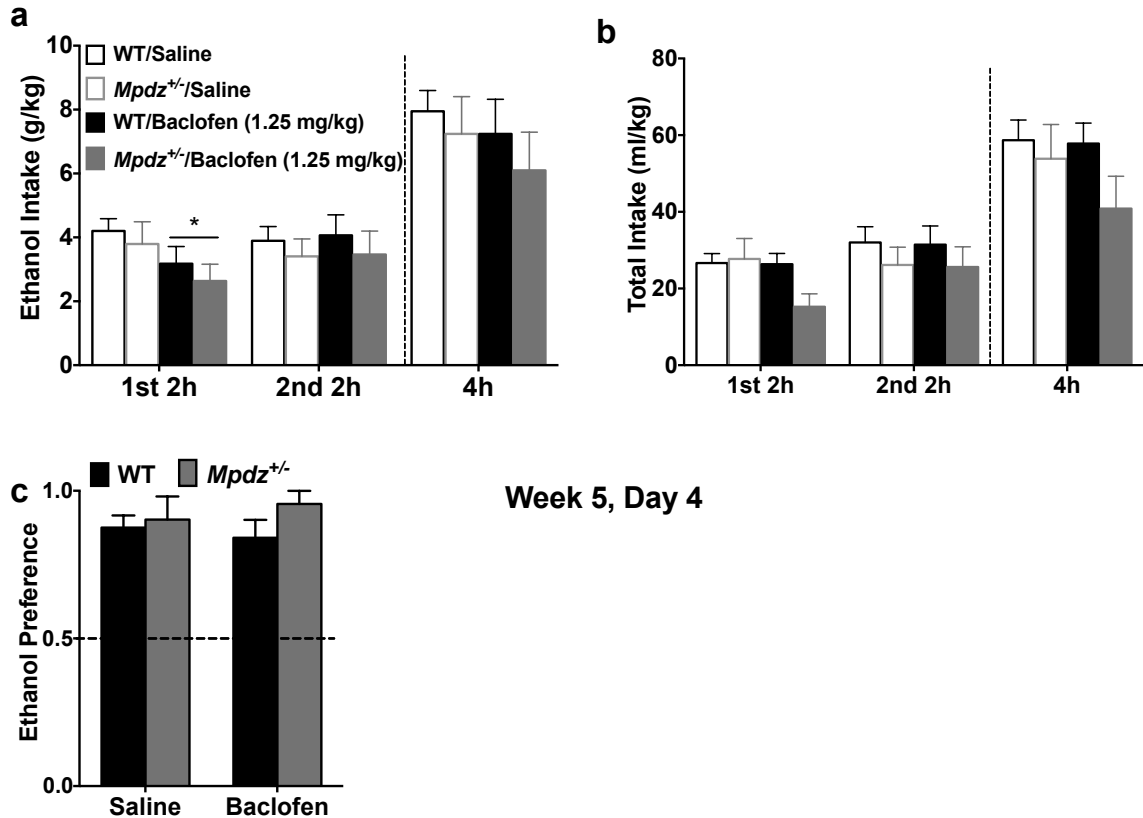 a
Ethanol Intake (g/kg)
10
8
6
4
2
0
WT/Saline
Mpdz+/-/Saline
WT/Baclofen (1.25 mg/kg)
Mpdz+/-/Baclofen (1.25 mg/kg)
*
1st 2h 2nd 2h 4h
b
Total Intake (ml/kg)
80
60
40
20
0
1st 2h 2nd 2h 4h
c
WT Mpdz+/-
Ethanol Preference
1.0
0.5
0.0
Saline Baclofen
Week 5, Day 4